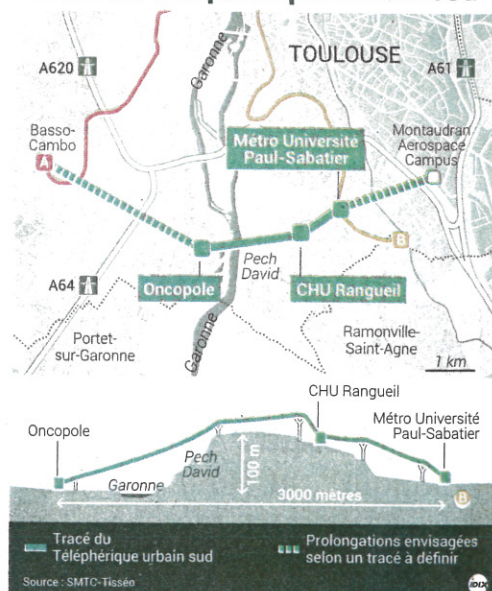 TOULOUSE
A620
Garonne
A61
Basso-
Cambo
A
Métro Université
Paul-Sabatier
Montaudran
Aerospace
Campus
B
Oncopole
Pech
David
CHU Rangueil
A64
Portet-
sur-Garonne
Garonne
Ramonville-
Saint-Agne
1 km
CHU Rangueil
Oncopole
Métro Université
Paul-Sabatier
Pech
David
100 m
Garonne
3000 mètres
B
Tracé du
Téléphérique urbain sud
Prolongations envisagées
selon un tracé à définir
Source : SMTC-Tisséo
IDIX